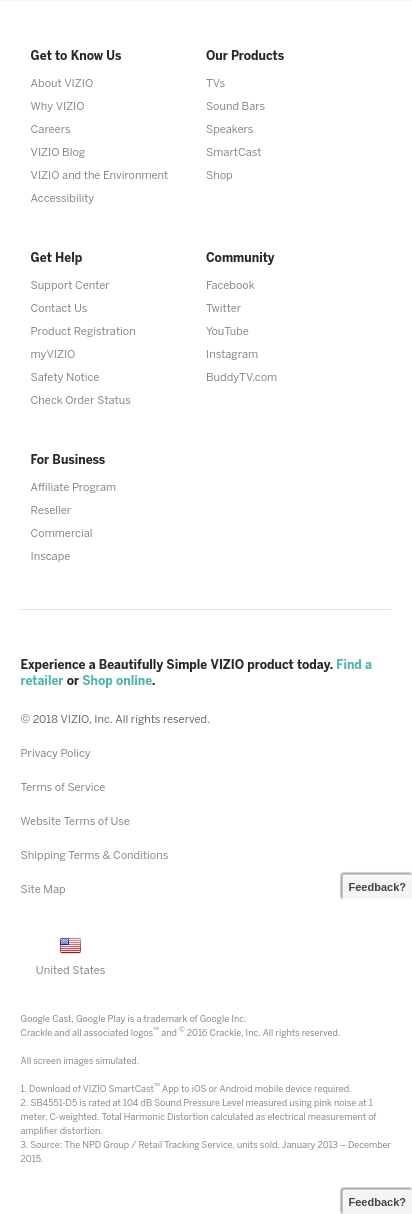 Get to Know Us
About VIZIO
Why VIZIO
Careers
VIZIO Blog
VIZIO and the Environment
Accessibility
Our Products
TVs
Sound Bars
Speakers
SmartCast
Shop
Get Help
Support Center
Contact Us
Product Registration
myVIZIO
Safety Notice
Check Order Status
Community
Facebook
Twitter
YouTube
Instagram
BuddyTV.com
For Business
Affiliate Program
Reseller
Commercial
Inscape
Experience a Beautifully Simple VIZIO product today. Find a
retailer or Shop online.
© 2018 VIZIO, Inc. All rights reserved.
Privacy Policy
Terms of Service
Website Terms of Use
Shipping Terms & Conditions
Site Map
Feedback?
United States
Google Cast, Google Play is a trademark of Google Inc.
Crackle and all associated logos™ and © 2016 Crackle, Inc. All rights reserved.
All screen images simulated.
1. Download of VIZIO SmartCast™ App to iOS or Android mobile device required.
2. SB4551-D5 is rated at 104 dB Sound Pressure Level measured using pink noise at 1
meter, C-weighted. Total Harmonic Distortion calculated as electrical measurement of
amplifier distortion.
3. Source: The NPD Group / Retail Tracking Service, units sold, January 2013 – December
2015.
Feedback?